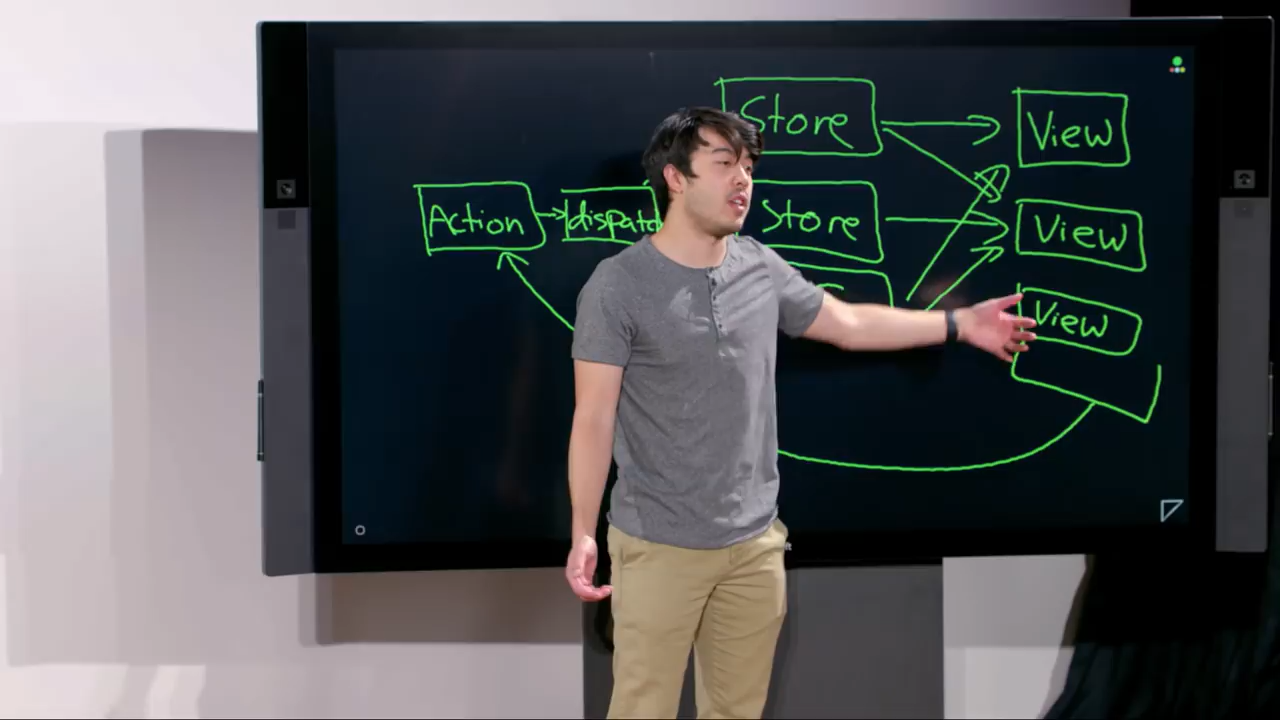 Store
View
Action
dispatc
Store
View
View